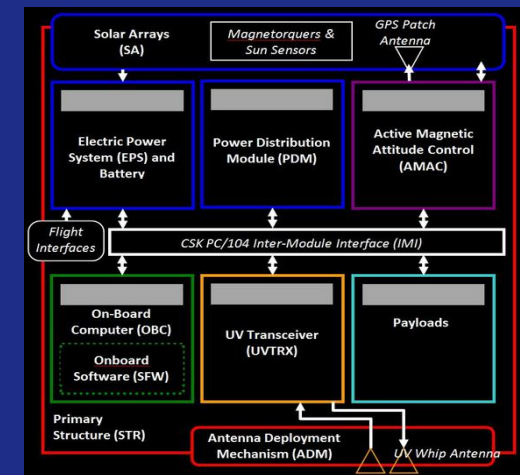 Solar Arrays
(SA)
Magnetorquers &
Sun Sensors
GPS Patch
Antenna
Electric Power
System (EPS) and
Battery
Power Distribution
Module (PDM)
Active Magnetic
Attitude Control
(AMAC)
Flight
Interfaces
CSK PC/104 Inter-Module Interface (IMI)
On-Board
Computer (OBC)
Onboard
Software (SFW)
UV Transceiver
(UVTRX)
Payloads
Primary
Structure (STR)
Antenna Deployment
Mechanism (ADM)
UV Whip Antenna